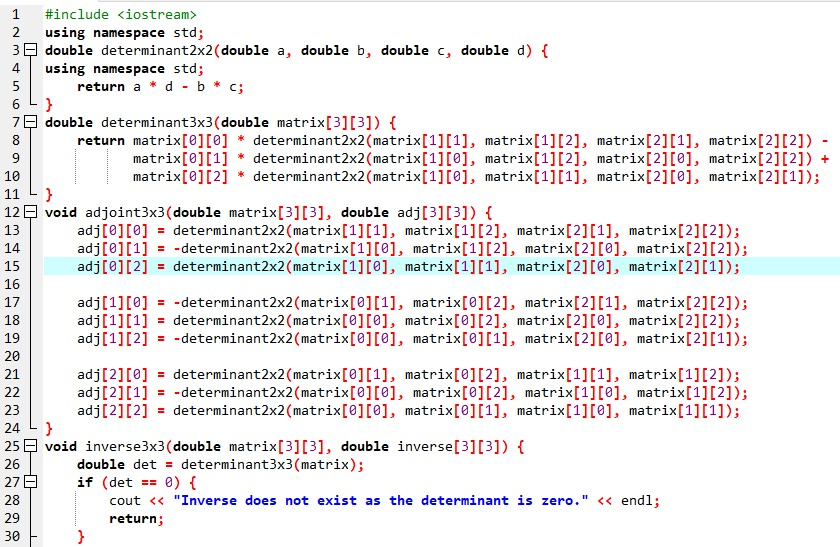 1 #include <iostream>
2 using namespace std;
3 double determinant2x2(double a, double b, double c, double d) {
4 using namespace std;
5     return a * d - b * c;
6 }
7 double determinant3x3(double matrix[3][3]) {
8     return matrix[0][0] * determinant2x2(matrix[1][1], matrix[1][2], matrix[2][1], matrix[2][2]) -
9            matrix[0][1] * determinant2x2(matrix[1][0], matrix[1][2], matrix[2][0], matrix[2][2]) +
10           matrix[0][2] * determinant2x2(matrix[1][0], matrix[1][1], matrix[2][0], matrix[2][1]);
11 }
12 void adjoint3x3(double matrix[3][3], double adj[3][3]) {
13     adj[0][0] = determinant2x2(matrix[1][1], matrix[1][2], matrix[2][1], matrix[2][2]);
14     adj[0][1] = -determinant2x2(matrix[1][0], matrix[1][2], matrix[2][0], matrix[2][2]);
15     adj[0][2] = determinant2x2(matrix[1][0], matrix[1][1], matrix[2][0], matrix[2][1]);
16
17     adj[1][0] = -determinant2x2(matrix[0][1], matrix[0][2], matrix[2][1], matrix[2][2]);
18     adj[1][1] = determinant2x2(matrix[0][0], matrix[0][2], matrix[2][0], matrix[2][2]);
19     adj[1][2] = -determinant2x2(matrix[0][0], matrix[0][1], matrix[2][0], matrix[2][1]);
20
21     adj[2][0] = determinant2x2(matrix[0][1], matrix[0][2], matrix[1][1], matrix[1][2]);
22     adj[2][1] = -determinant2x2(matrix[0][0], matrix[0][2], matrix[1][0], matrix[1][2]);
23     adj[2][2] = determinant2x2(matrix[0][0], matrix[0][1], matrix[1][0], matrix[1][1]);
24 }
25 void inverse3x3(double matrix[3][3], double inverse[3][3]) {
26     double det = determinant3x3(matrix);
27     if (det == 0) {
28         cout << "Inverse does not exist as the determinant is zero." << endl;
29         return;
30     }